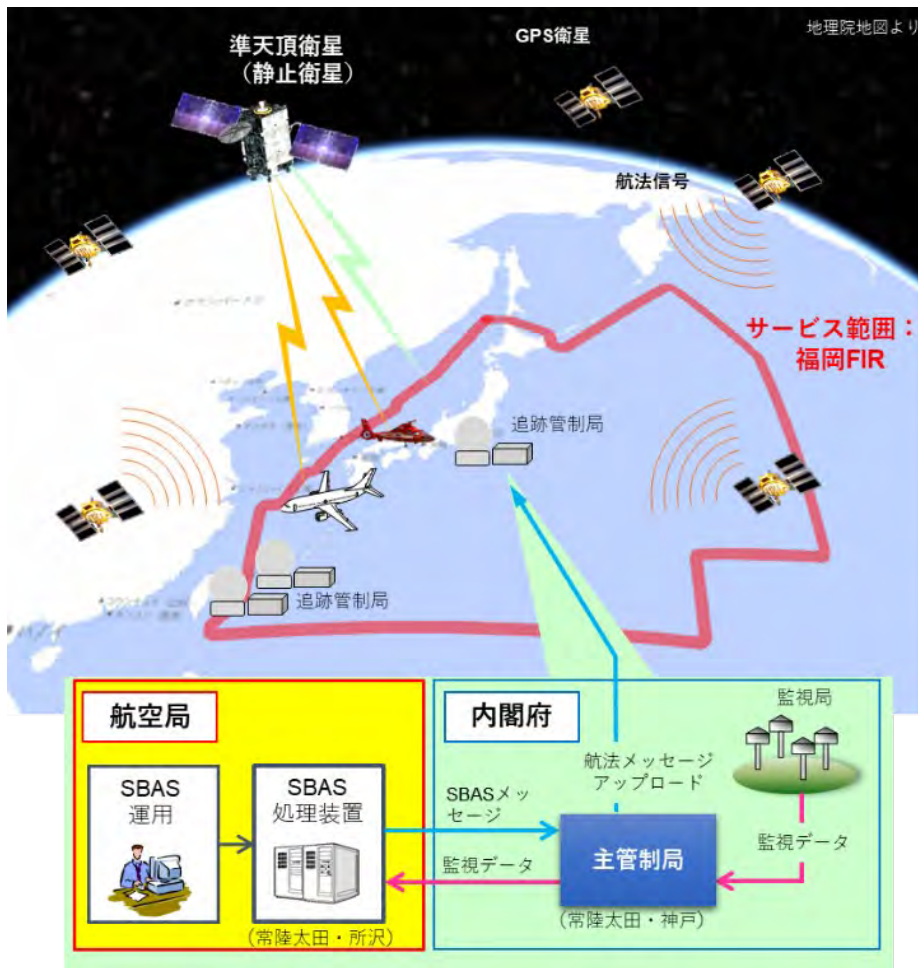 地理院地図より
GPS衛星
準天頂衛星
（静止衛星）
航法信号
サービス範囲：
福岡FIR
追跡管制局
追跡管制局
航空局
内閣府
監視局
SBAS
運用
SBAS
処理装置
SBASメッ
セージ
航法メッセージ
アップロード
監視データ
監視データ
主管制局
(常陸太田・所沢)
(常陸太田・神戸)